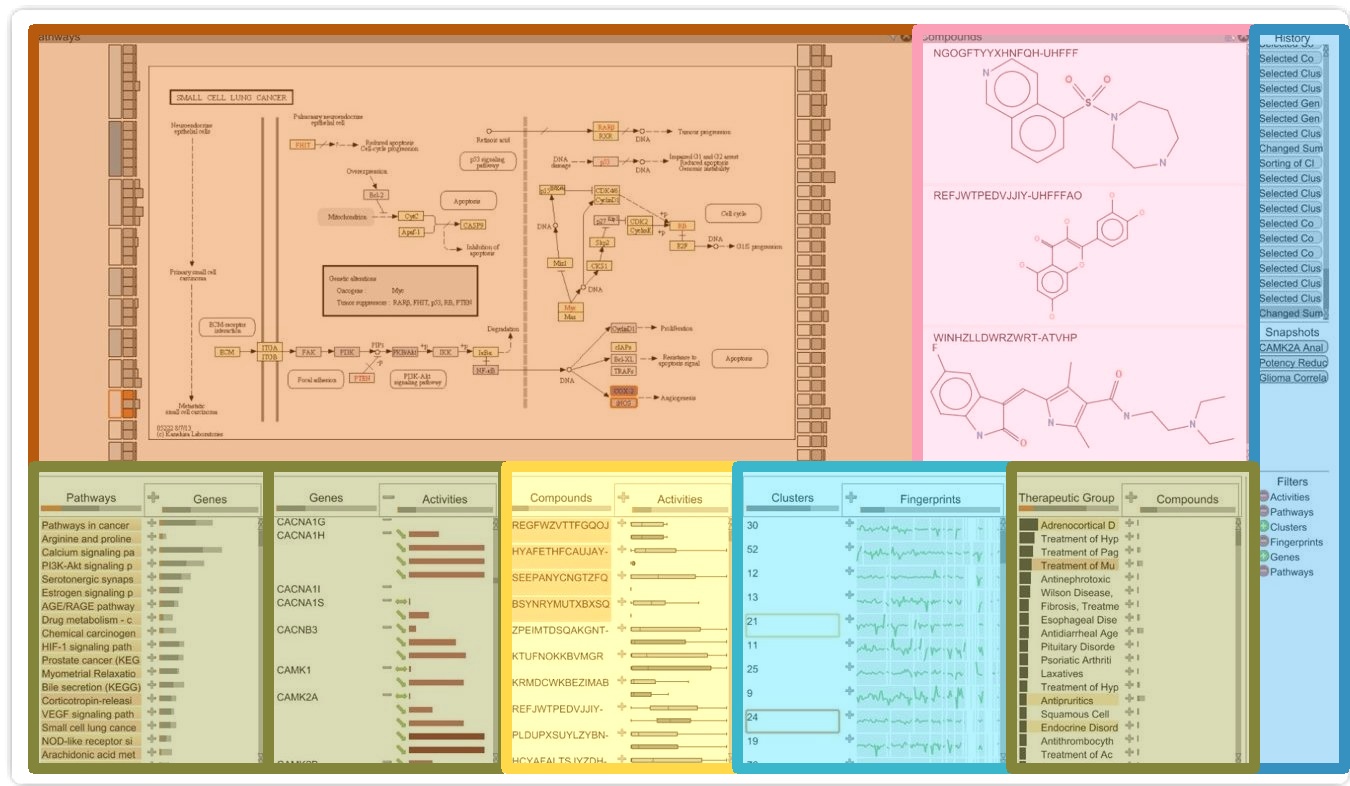 athways
SMALL CELL LUNG CANCER
Neuroendocrine
epithelial cells
Primary small cell
carcinoma
Metastatic
small cell carcinoma
Pulmonary neuroendocrine
epithelial cell
FHIT
Reduced apoptosis
Cell-cycle progression
Overexpression
Bcl-2
Mitochondrion
CytC
Apaf-1
CASP9
Apoptosis
Inhibition of
apoptosis
Retinoic acid
p53 signaling
pathway
RARβ
RXR
DNA
Tumour progression
DNA
damage
p53
DNA
Impaired G1 and G2 arrest
Reduced apoptosis
Genomic instability
CDK4/6
CyclinD1
p27
CDK2
CyclinE
+p
RB
E2F
DNA
G1/S progression
Cell cycle
DNA
Skp2
CKS1
Miz1
DNA
Myc
Max
Genetic alterations
Oncogene : Myc
Tumor suppressors : RARβ, FHIT, p53, RB, PTEN
ECM-receptor
interaction
ECM
ITGA
ITGB
FAK
PI3K
PIP3
PKB/Akt
+p
IKK
+p
IκBα
NF-κB
Degradation
PTEN
-p
Focal adhesion
PI3K-Akt
signaling pathway
DNA
CyclinD1
Proliferation
cIAPs
Bcl-XL
TRAFs
Resistance to
apoptosis signal
Apoptosis
COX-2
iNOS
Angiogenesis
05222 8/7/13
(c) Kanehisa Laboratories
ompounds
NGOGFTYYXHNFQH-UHFFF
N
O
O
S
N
N
REFJWTPEDVJJIY-UHFFFAO
WINHZLLDWRZWRT-ATVHP
F
N
O
N
O
N
N
History
Selected Co
Selected Co
Selected Clus
Selected Clus
Selected Gen
Selected Gen
Selected Clus
Changed Sum
Sorting of Cl
Selected Clus
Selected Clus
Selected Clus
Selected Co
Selected Co
Selected Co
Selected Clus
Selected Clus
Selected Clus
Changed Sum
Snapshots
CAMK2A Anal
Potency Reduc
Glioma Correla
Filters
Activities
Pathways
Clusters
Fingerprints
Genes
Pathways
Pathways
Genes
Pathways in cancer
Arginine and proline
Calcium signaling pa
PI3K-Akt signaling p
Serotonergic synaps
Estrogen signaling p
AGE/RAGE pathway
Drug metabolism - c
Chemical carcinogen
HIF-1 signaling path
Prostate cancer (KEG
Myometrial Relaxatio
Bile secretion (KEGG)
Corticotropin-releasi
VEGF signaling path
Small cell lung cance
NOD-like receptor si
Arachidonic acid met
Genes
Activities
CACNA1G
CACNA1H
CACNA1I
CACNA1S
CACNB3
CAMK1
CAMK2A
Compounds
Activities
REGFWZVTTFGQOJ
HYAFETHFCAUJAY-
SEEPANYCNGTZFQ
BSYNRYMUTXBXSQ
ZPEIMTDSQAKGNT-
KTUFNOKKBVMGR
KRMDCWKBEZIMAB
REFJWTPEDVJJIY-
PLDUPXSUYLZYBN-
HCYAFALTSJYZDH-
Clusters
Fingerprints
30
52
12
13
21
11
25
9
24
19
Therapeutic Group
Compounds
Adrenocortical D
Treatment of Hyp
Treatment of Pag
Treatment of Mu
Antinephrotoxic
Wilson Disease,
Fibrosis, Treatme
Esophageal Dise
Antidiarrheal Age
Pituitary Disorde
Psoriatic Arthriti
Laxatives
Treatment of Hyp
Antipruritics
Squamous Cell
Endocrine Disord
Antithrombocyth
Treatment of Ac